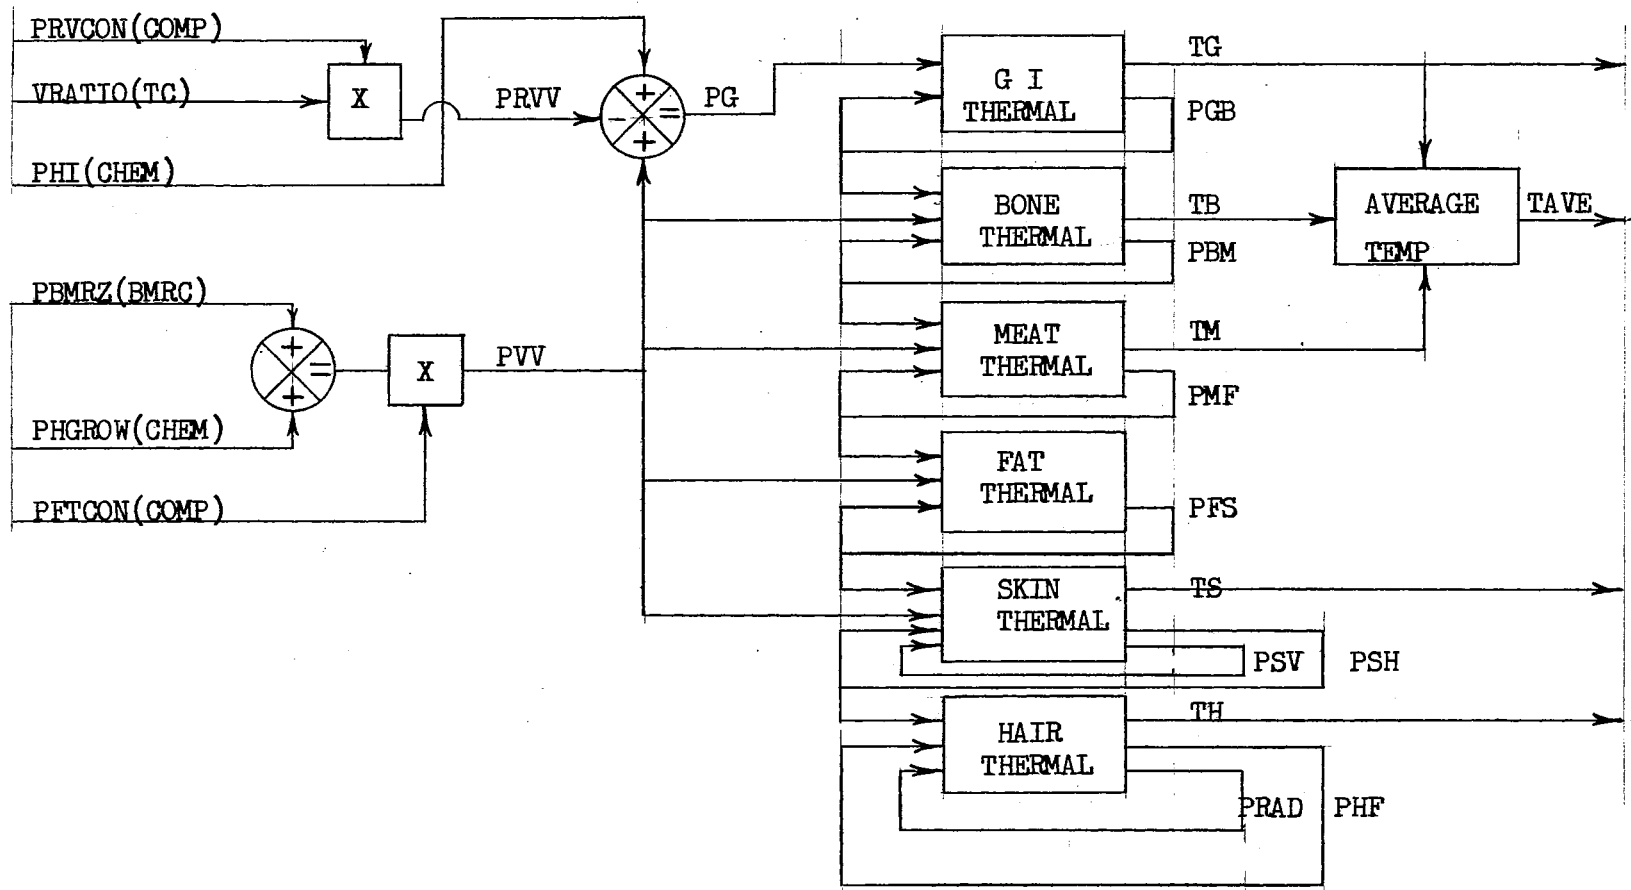 PRVCON(COMP)
VRATIO(TC)
X
PRVV
PHI(CHEM)
+
-
=
+
PG
PBMRZ(BMRC)
+
=
+
X
PVV
PHGROW(CHEM)
PFTCON(COMP)
G I
THERMAL
TG
PGB
BONE
THERMAL
TB
PBM
AVERAGE
TEMP
TAVE
MEAT
THERMAL
TM
PMF
FAT
THERMAL
PFS
SKIN
THERMAL
TS
PSV
PSH
HAIR
THERMAL
TH
PRAD
PHF